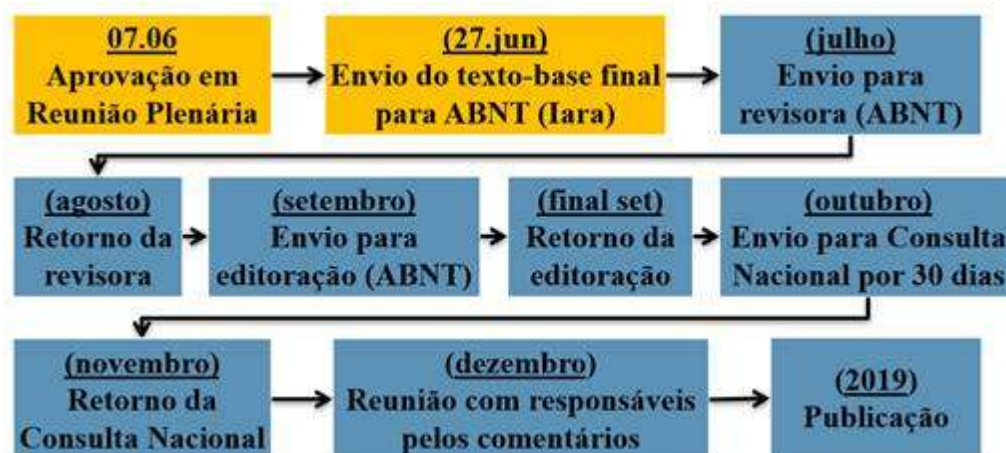 07.06
Aprovação em
Reunião Plenária
(27.jun)
Envio do texto-base final
para ABNT (Iara)
(julho)
Envio para
revisora (ABNT)
(agosto)
Retorno da
revisora
(setembro)
Envio para
editoração (ABNT)
(final set)
Retorno da
editoração
(outubro)
Envio para Consulta
Nacional por 30 dias
(novembro)
Retorno da
Consulta Nacional
(dezembro)
Reunião com responsáveis
pelos comentários
(2019)
Publicação